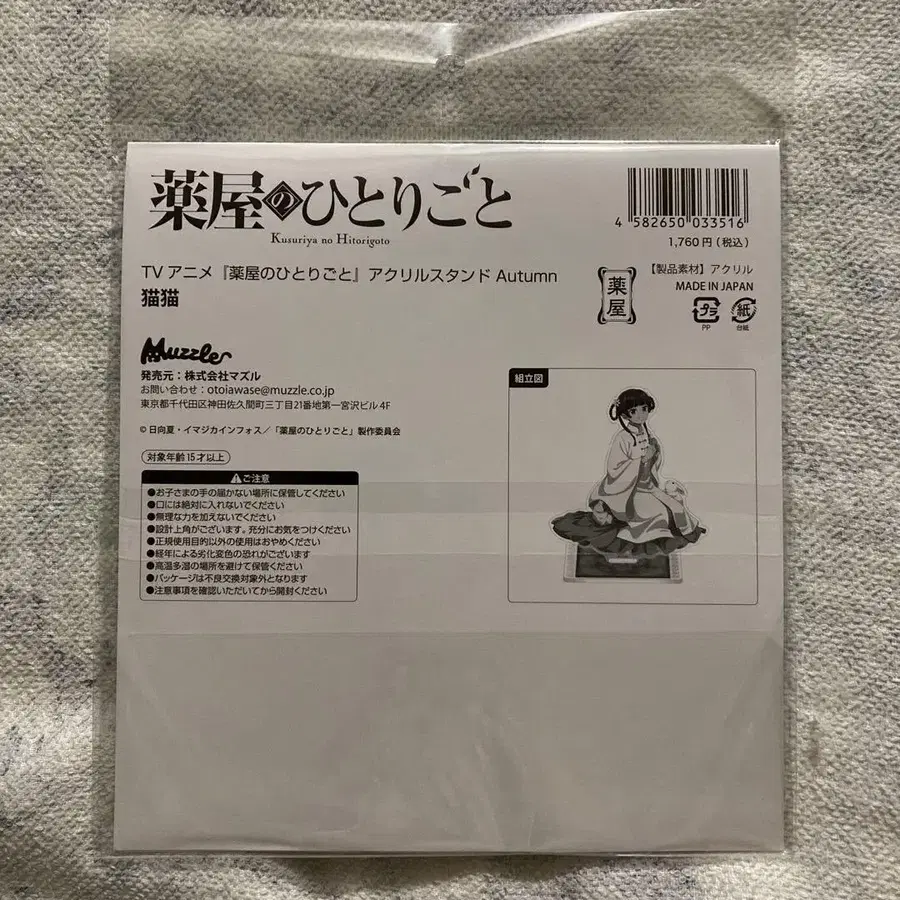 薬屋のひとりごと
Kusuriya no Hitorigoto
4 582650 033516
1,760円（税込）
TVアニメ『薬屋のひとりごと』アクリルスタンド Autumn
猫猫
薬屋
【製品素材】アクリル
MADE IN JAPAN
プラ
PP
紙
台紙
Muzzle
発売元：株式会社マズル
お問い合わせ：otoiawase@muzzle.co.jp
東京都千代田区神田佐久間町三丁目21番地第一宮沢ビル 4F
© 日向夏・イマジカインフォス／「薬屋のひとりごと」製作委員会
対象年齢15才以上
ご注意
●お子さまの手の届かない場所に保管してください
●口には絶対に入れないでください
●無理な力を加えないでください
●設計上角がございます。充分にお気をつけください
●正規使用目的以外の使用はおやめください
●経年による劣化変色の恐れがございます
●高温多湿の場所を避けて保管ください
●パッケージは不良交換対象外となります
●注意事項を確認いただいてから開封ください
組立図